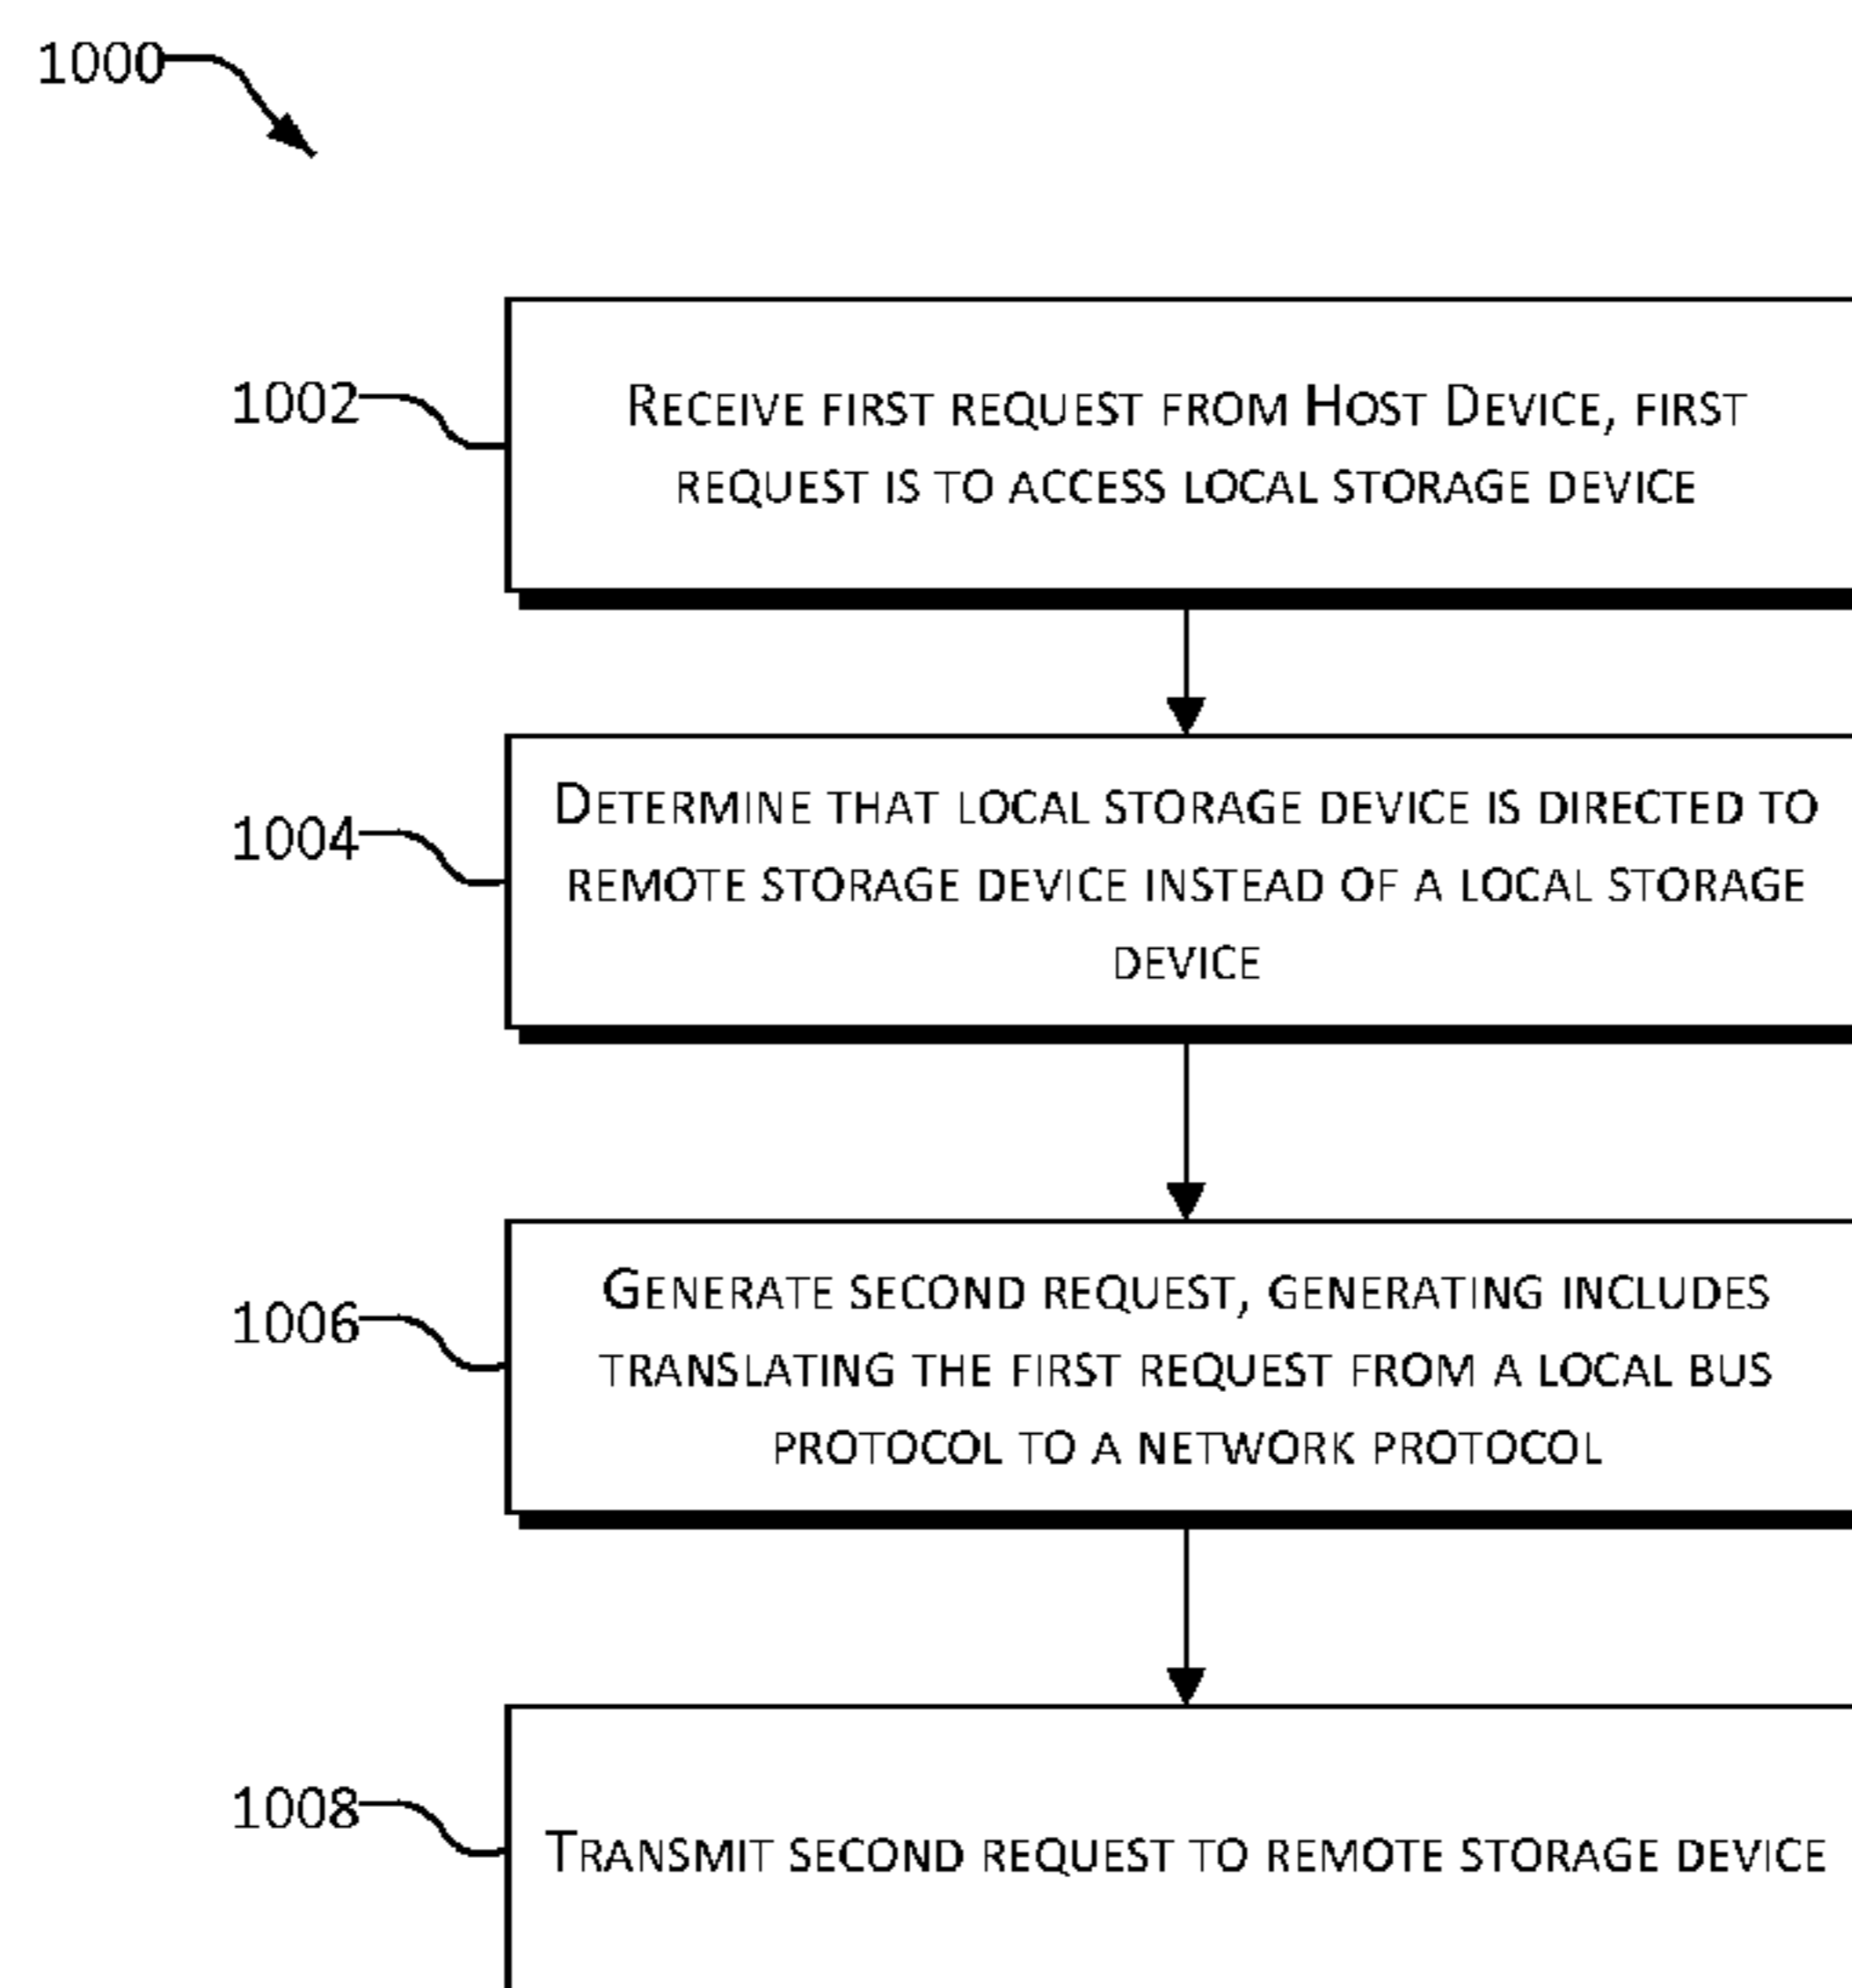 1000
1002
Receive first request from Host Device, first
request is to access local storage device
1004
Determine that local storage device is directed to
remote storage device instead of a local storage
device
1006
Generate second request, generating includes
translating the first request from a local bus
protocol to a network protocol
1008
Transmit second request to remote storage device